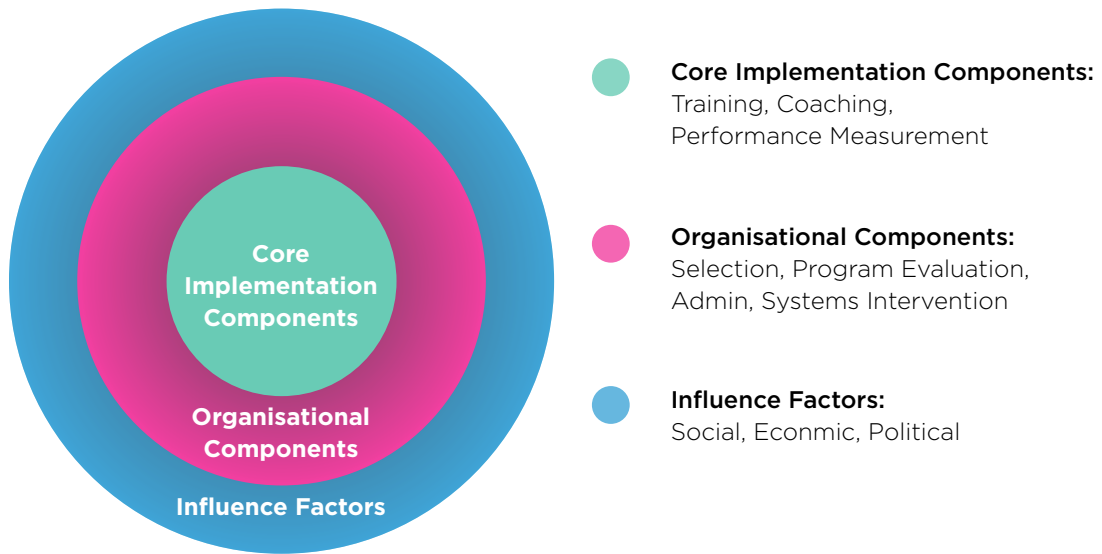 Core
Implementation
Components
Organisational
Components
Influence Factors
Core Implementation Components:
Training, Coaching,
Performance Measurement
Organisational Components:
Selection, Program Evaluation,
Admin, Systems Intervention
Influence Factors:
Social, Econmic, Political